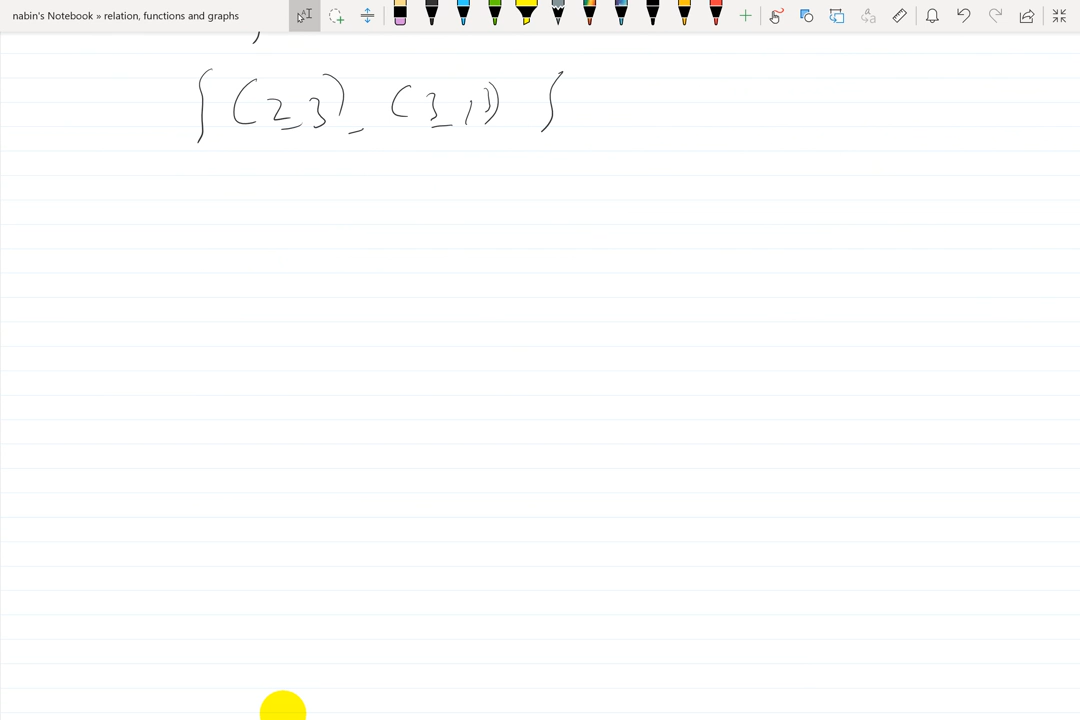 nabin's Notebook » relation, functions and graphs
{ (2,3), (3,1) }